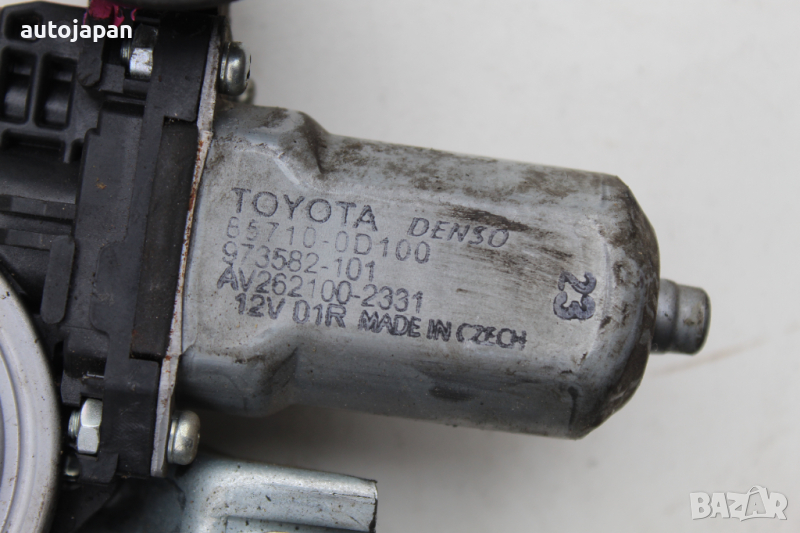 autojapan
TOYOTA DENSO
85710-0D100
973582-101
AV262100-2331
12V 01R MADE IN CZECH
23
BAZAR